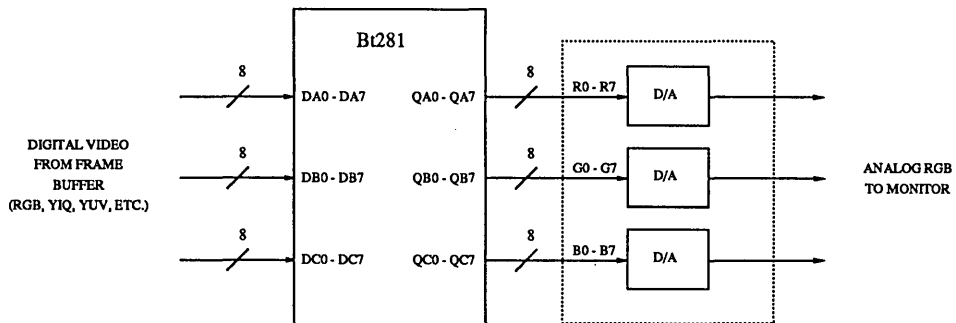 Bt281
8
DA0 - DA7
QA0 - QA7
8
R0 - R7
D/A
DIGITAL VIDEO
FROM FRAME
BUFFER
(RGB, YIQ, YUV, ETC.)
8
DB0 - DB7
QB0 - QB7
8
G0 - G7
D/A
ANALOG RGB
TO MONITOR
8
DC0 - DC7
QC0 - QC7
8
B0 - B7
D/A